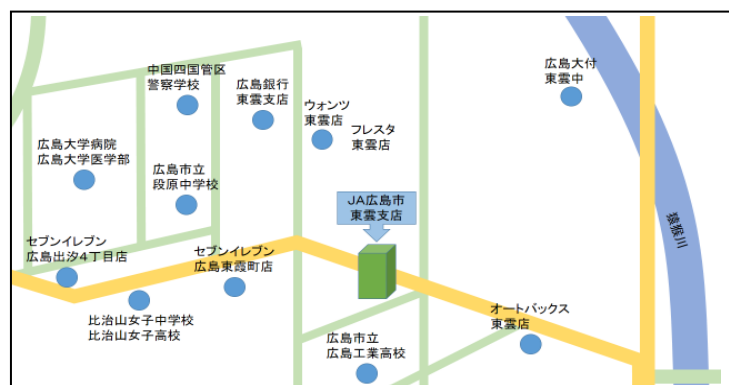 中国四国管区
警察学校
広島銀行
東雲支店
ウォンツ
東雲店
フレスタ
東雲店
広島大付
東雲中
広島大学病院
広島大学医学部
広島市立
段原中学校
JA広島市
東雲支店
猿猴川
セブンイレブン
広島出汐4丁目店
セブンイレブン
広島東霞町店
比治山女子中学校
比治山女子高校
オートバックス
東雲店
広島市立
広島工業高校